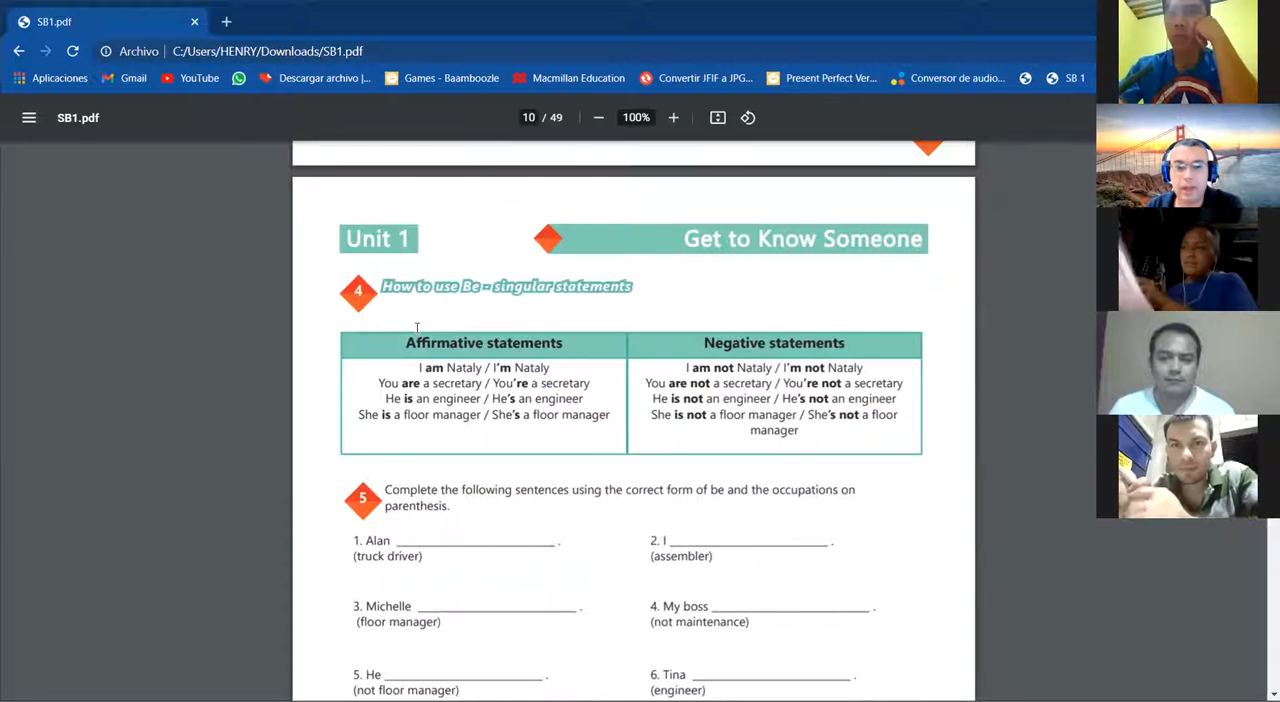 SB1.pdf
Archivo C:/Users/HENRY/Downloads/SB1.pdf
Aplicaciones Gmail YouTube Descargar archivo |... Games - Baamboozle Macmillan Education Convertir JFIF a JPG... Present Perfect Ver... Conversor de audio... SB 1
SB1.pdf 10 / 49 100%
Unit 1 Get to Know Someone
4 How to use Be - singular statements
Affirmative statements Negative statements
I am Nataly / I'm Nataly I am not Nataly / I'm not Nataly
You are a secretary / You're a secretary You are not a secretary / You're not a secretary
He is an engineer / He's an engineer He is not an engineer / He's not an engineer
She is a floor manager / She's a floor manager She is not a floor manager / She's not a floor
manager
5 Complete the following sentences using the correct form of be and the occupations on
parenthesis.
1. Alan ____________________ . 2. I ____________________ .
(truck driver) (assembler)
3. Michelle ____________________ . 4. My boss ____________________ .
(floor manager) (not maintenance)
5. He ____________________ . 6. Tina ____________________ .
(not floor manager) (engineer)